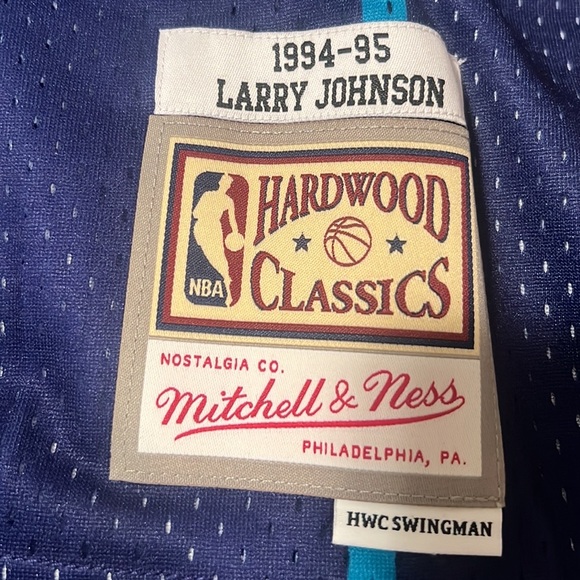 1994-95
LARRY JOHNSON
HARDWOOD
CLASSICS
NBA
NOSTALGIA CO.
Mitchell & Ness
PHILADELPHIA, PA.
HWC SWINGMAN